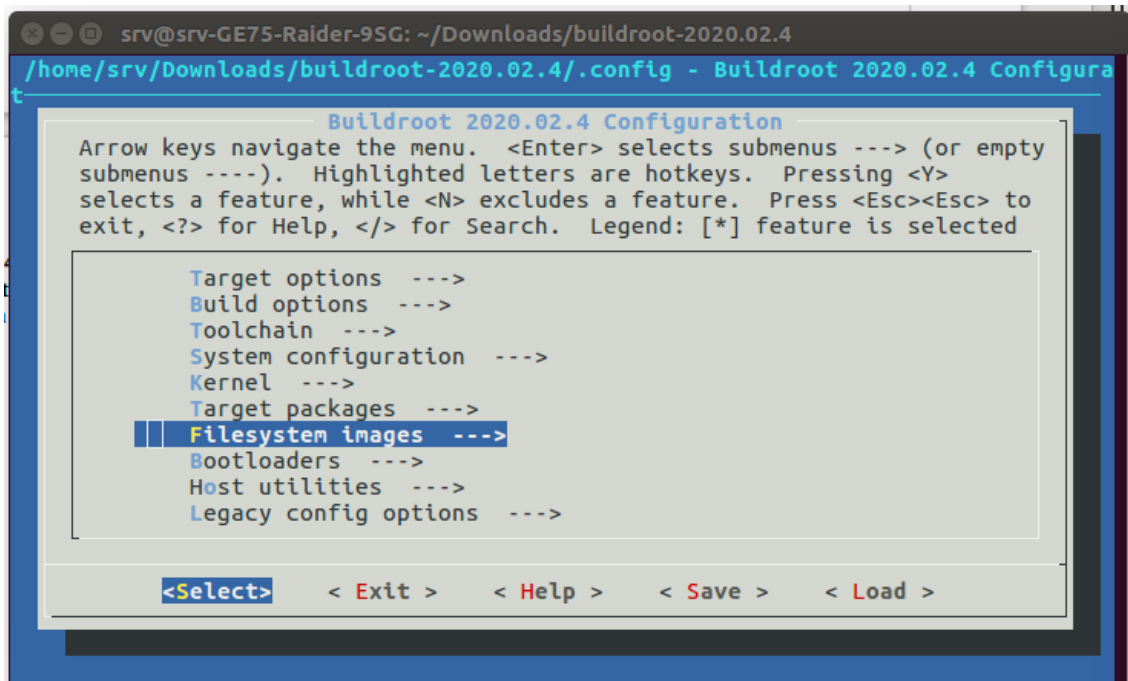 srv@srv-GE75-Raider-9SG: ~/Downloads/buildroot-2020.02.4
/home/srv/Downloads/buildroot-2020.02.4/.config - Buildroot 2020.02.4 Configura
t
Buildroot 2020.02.4 Configuration
Arrow keys navigate the menu.  <Enter> selects submenus ---> (or empty
submenus ----).  Highlighted letters are hotkeys.  Pressing <Y>
selects a feature, while <N> excludes a feature.  Press <Esc><Esc> to
exit, <?> for Help, </> for Search.  Legend: [*] feature is selected
Target options  --->
Build options  --->
Toolchain  --->
System configuration  --->
Kernel  --->
Target packages  --->
Filesystem images  --->
Bootloaders  --->
Host utilities  --->
Legacy config options  --->
<Select>    < Exit >    < Help >    < Save >    < Load >